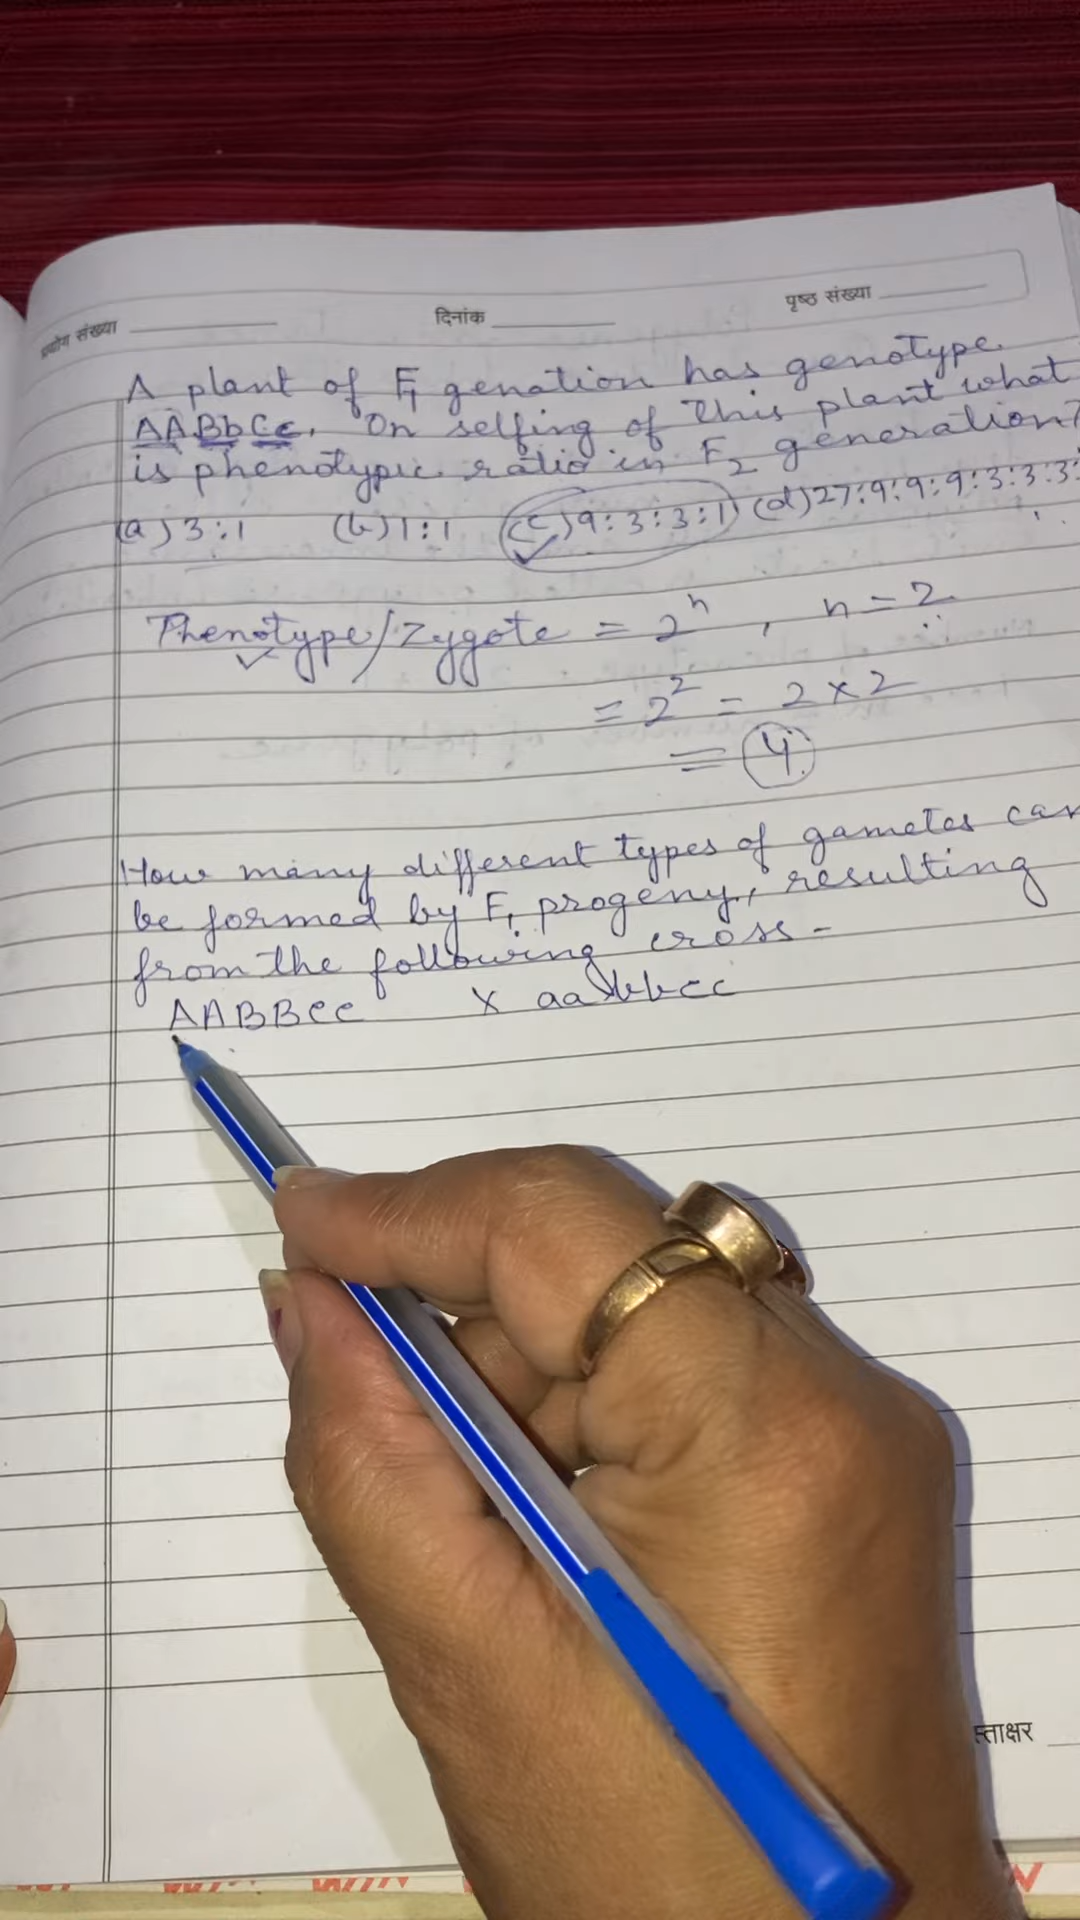 प्रयोग संख्या
दिनांक
पृष्ठ संख्या
A plant of F1 genation has genotype
AABbCc. On selfing of this plant what
is phenotypic ratio in F2 generation?
(a) 3:1 (b) 1:1 (c) 9:3:3:1 (d) 27:9:9:9:3:3:3:
Phenotype/Zygote = 2^n , n = 2
= 2^2 = 2 x 2
= 4
How many different types of gametes can
be formed by F1 progeny, resulting
from the following cross -
AABBCC x aabbcc